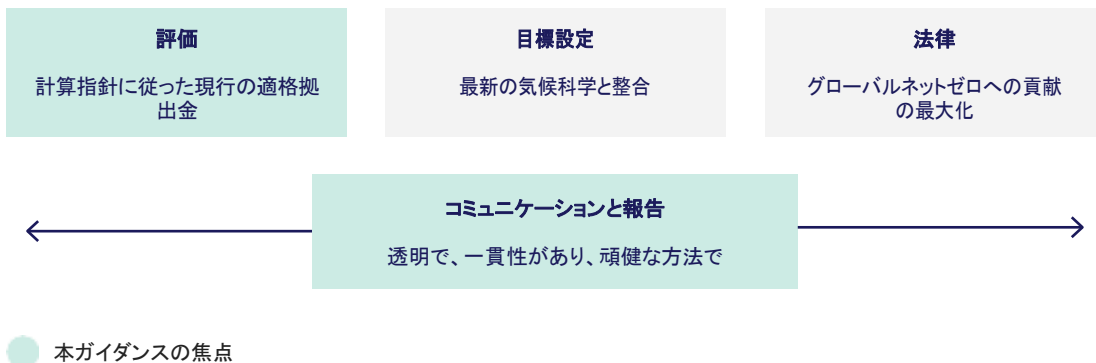 評価
計算指針に従った現行の適格拠
出金
目標設定
最新の気候科学と整合
法律
グローバルネットゼロへの貢献
の最大化
コミュニケーションと報告
透明で、一貫性があり、頑健な方法で
本ガイダンスの焦点